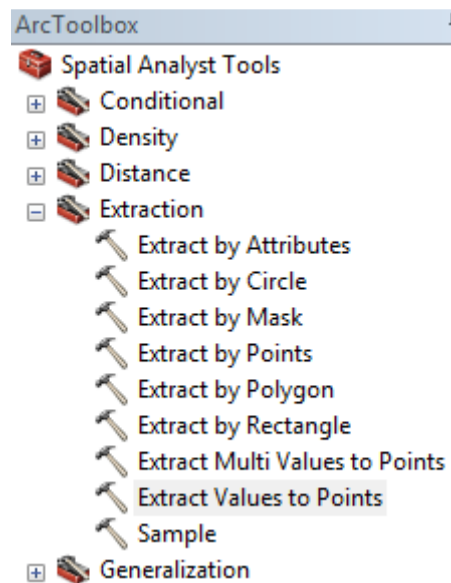 ArcToolbox
Spatial Analyst Tools
Conditional
Density
Distance
Extraction
Extract by Attributes
Extract by Circle
Extract by Mask
Extract by Points
Extract by Polygon
Extract by Rectangle
Extract Multi Values to Points
Extract Values to Points
Sample
Generalization